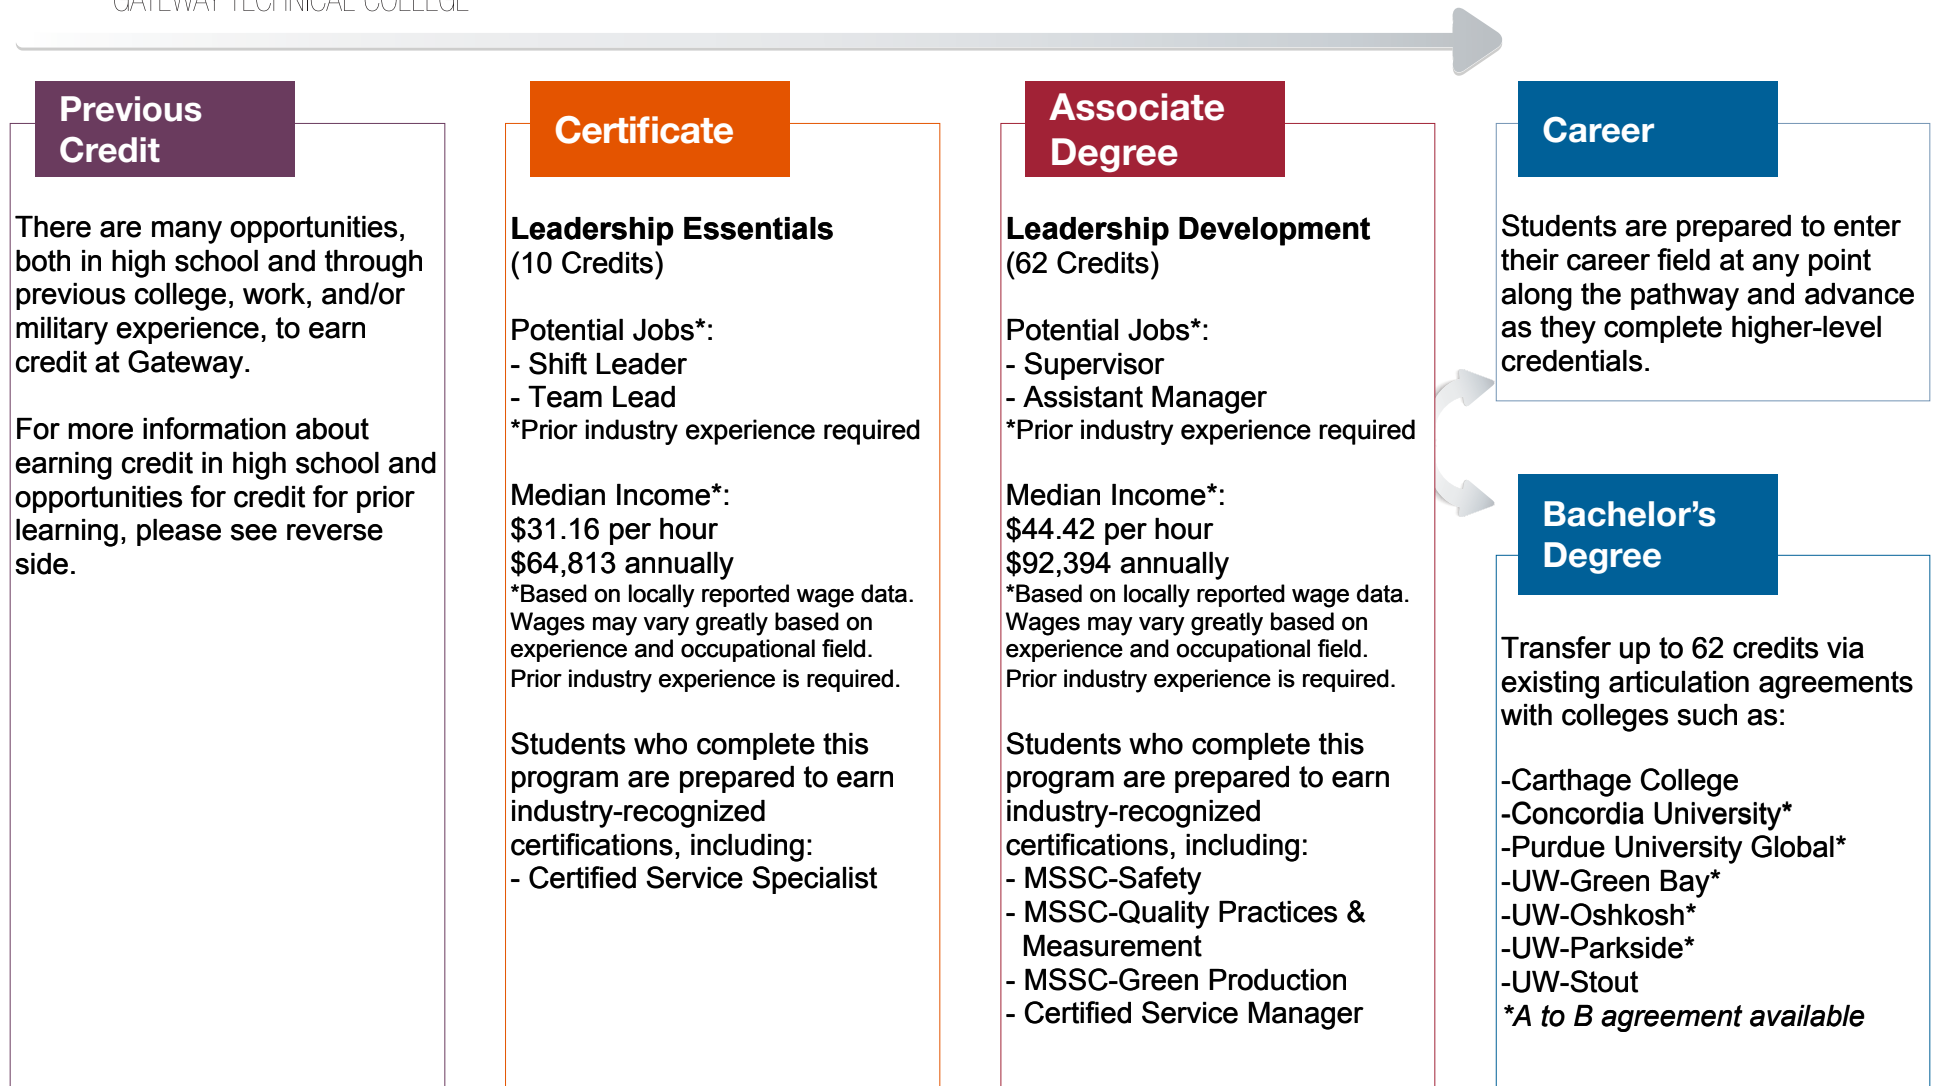 GATEWAY TECHNICAL COLLEGE
Previous
Credit
There are many opportunities,
both in high school and through
previous college, work, and/or
military experience, to earn
credit at Gateway.
For more information about
earning credit in high school and
opportunities for credit for prior
learning, please see reverse
side.
Certificate
Leadership Essentials
(10 Credits)
Potential Jobs*:
- Shift Leader
- Team Lead
*Prior industry experience required
Median Income*:
$31.16 per hour
$64,813 annually
*Based on locally reported wage data.
Wages may vary greatly based on
experience and occupational field.
Prior industry experience is required.
Students who complete this
program are prepared to earn
industry-recognized
certifications, including:
- Certified Service Specialist
Associate
Degree
Leadership Development
(62 Credits)
Potential Jobs*:
- Supervisor
- Assistant Manager
*Prior industry experience required
Median Income*:
$44.42 per hour
$92,394 annually
*Based on locally reported wage data.
Wages may vary greatly based on
experience and occupational field.
Prior industry experience is required.
Students who complete this
program are prepared to earn
industry-recognized
certifications, including:
- MSSC-Safety
- MSSC-Quality Practices &
Measurement
- MSSC-Green Production
- Certified Service Manager
Career
Students are prepared to enter
their career field at any point
along the pathway and advance
as they complete higher-level
credentials.
Bachelor’s
Degree
Transfer up to 62 credits via
existing articulation agreements
with colleges such as:
-Carthage College
-Concordia University*
-Purdue University Global*
-UW-Green Bay*
-UW-Oshkosh*
-UW-Parkside*
-UW-Stout
*A to B agreement available